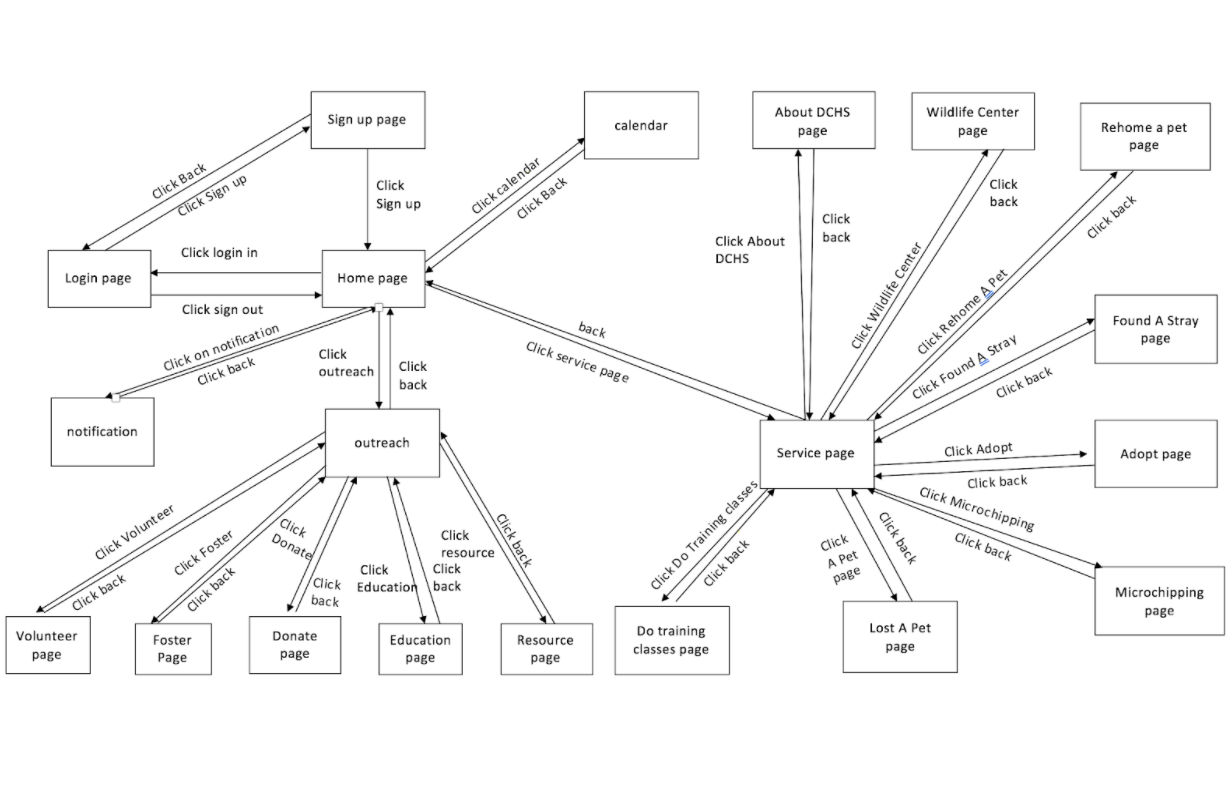 Sign up page
calendar
About DCHS
page
Wildlife Center
page
Rehome a pet
page
Click Back
Click Sign up
Click
Sign up
Click calendar
Click Back
Click About
DCHS
Click
back
Click Wildlife Center
Click
back
Click Rehome A Pet
Click back
Login page
Click login in
Click sign out
Home page
Click on notification
Click back
Click
outreach
Click
back
back
Click service page
Click Found A Stray
Click back
Found A Stray
page
notification
outreach
Service page
Click Adopt
Click back
Adopt page
Click Volunteer
Click back
Click Foster
Click back
Click
Donate
Click
back
Click
Education
Click
resource
Click
back
Click back
Click Do Training classes
Click back
Click
A Pet
page
Click back
Click Microchipping
Click back
Microchipping
page
Volunteer
page
Foster
Page
Donate
page
Education
page
Resource
page
Do training
classes page
Lost A Pet
page